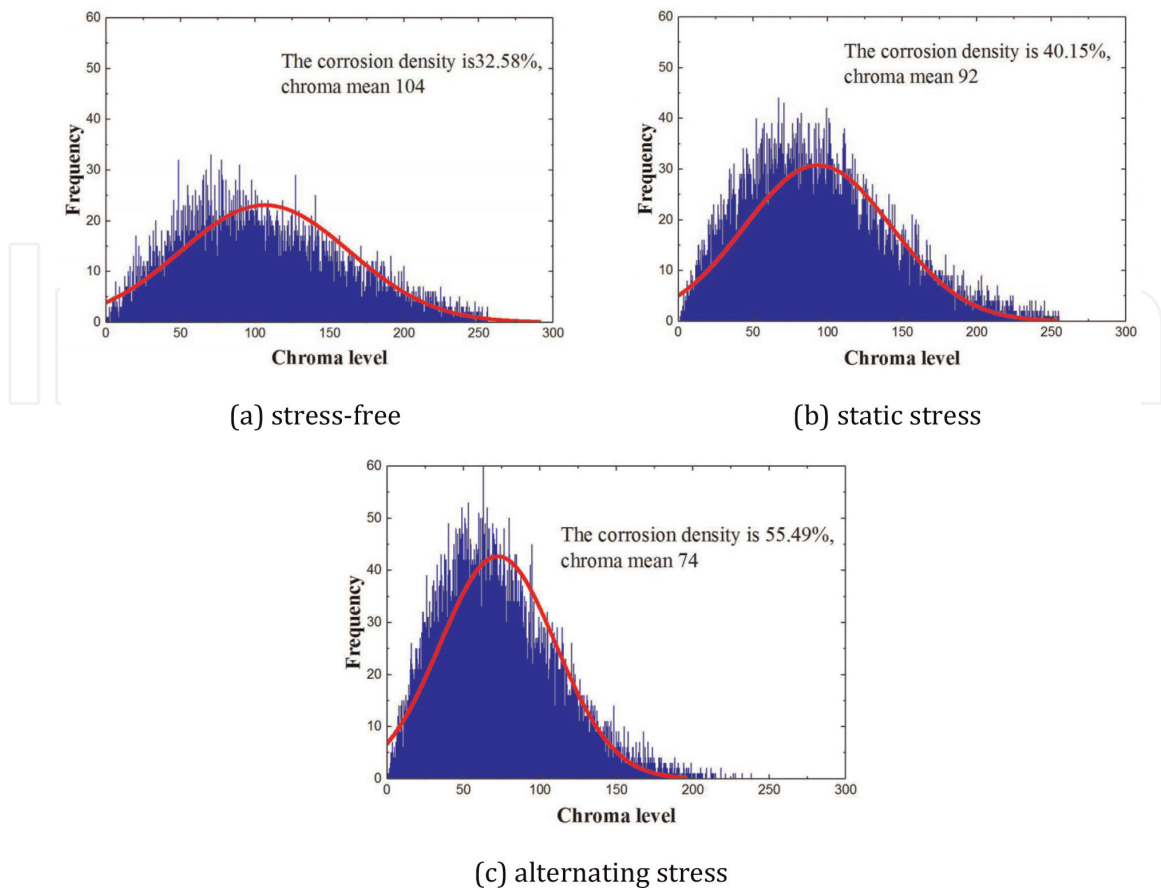 The corrosion density is32.58%,
chroma mean 104
Frequency
60
50
40
30
20
10
0
0 50 100 150 200 250 300
Chroma level
(a) stress-free
The corrosion density is 40.15%,
chroma mean 92
Frequency
60
50
40
30
20
10
0
0 50 100 150 200 250 300
Chroma level
(b) static stress
The corrosion density is 55.49%,
chroma mean 74
Frequency
60
50
40
30
20
10
0
0 50 100 150 200 250 300
Chroma level
(c) alternating stress